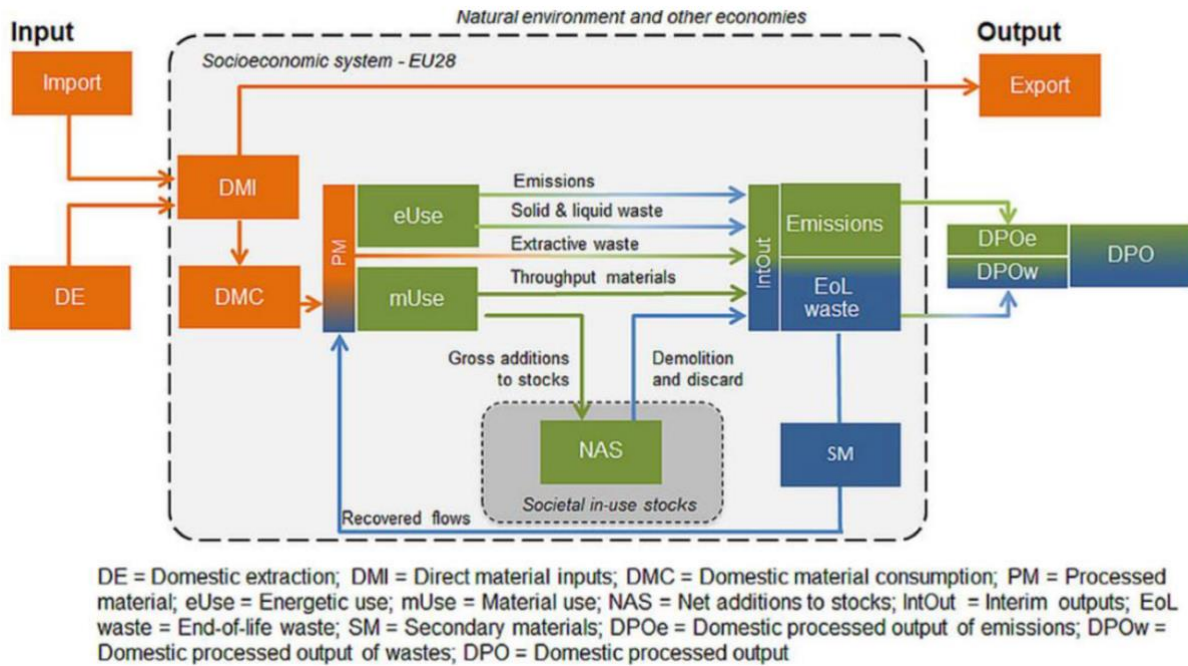 Natural environment and other economies
Input
Output
Socioeconomic system - EU28
Import
Export
DMI
Emissions
eUse
Solid & liquid waste
Emissions
PM
Extractive waste
IntOut
DPOe
DPO
DE
DMC
mUse
Throughput materials
EoL
waste
DPOw
Gross additions
to stocks
Demolition
and discard
NAS
SM
Societal in-use stocks
Recovered flows
DE = Domestic extraction; DMI = Direct material inputs; DMC = Domestic material consumption; PM = Processed
material; eUse = Energetic use; mUse = Material use; NAS = Net additions to stocks; IntOut = Interim outputs; EoL
waste = End-of-life waste; SM = Secondary materials; DPOe = Domestic processed output of emissions; DPOw =
Domestic processed output of wastes; DPO = Domestic processed output